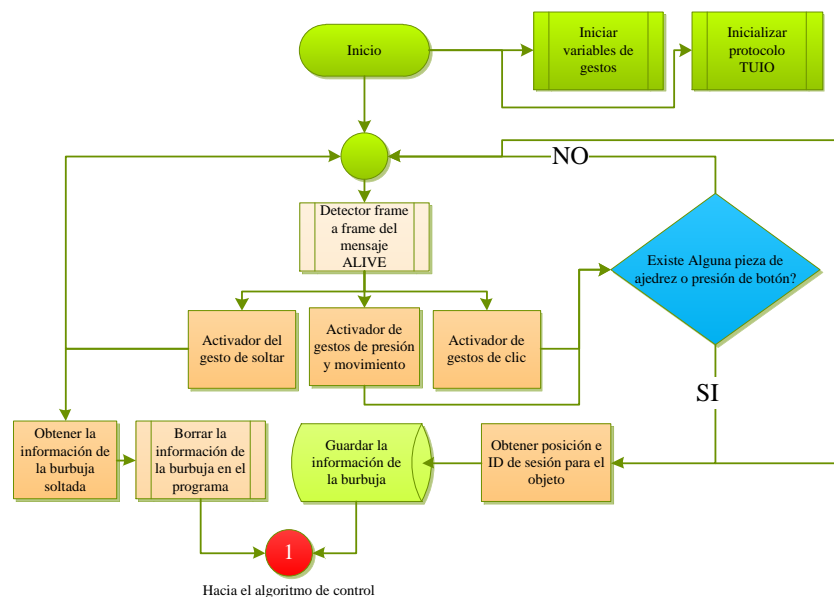 Inicio
Iniciar
variables de
gestos
Inicializar
protocolo
TUIO
NO
Detector frame
a frame del
mensaje
ALIVE
Existe Alguna pieza de
ajedrez o presión de botón?
Activador del
gesto de soltar
Activador de
gestos de presión
y movimiento
Activador de
gestos de clic
SI
Obtener la
información de
la burbuja
soltada
Borrar la
información de
la burbuja en el
programa
Guardar la
información de
la burbuja
Obtener posición e
ID de sesión para el
objeto
1
Hacia el algoritmo de control